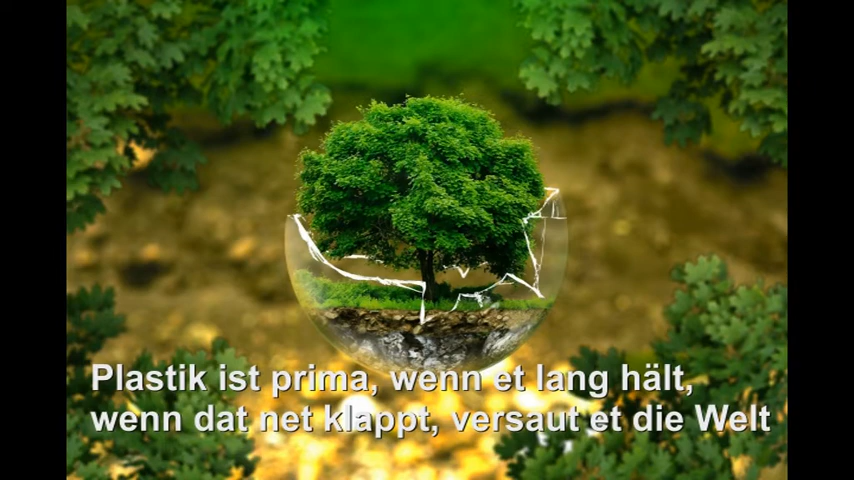 Plastik ist prima, wenn et lang hält,
wenn dat net klappt, versaut et die Welt